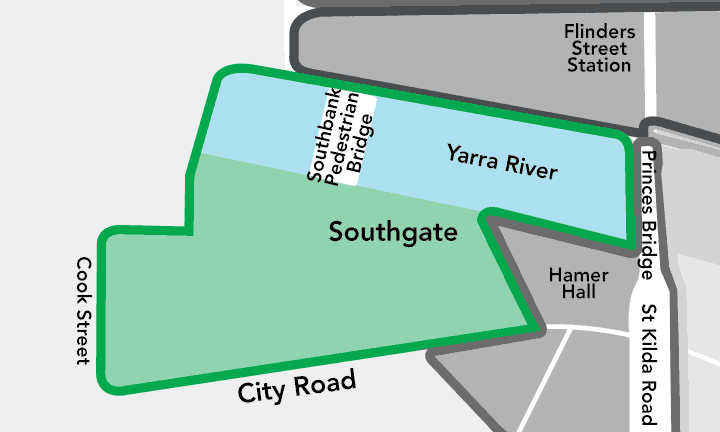 Flinders
Street
Station
Southbank
Pedestrian
Bridge
Yarra River
Princes Bridge
Southgate
Hamer
Hall
Cook Street
St Kilda Road
City Road